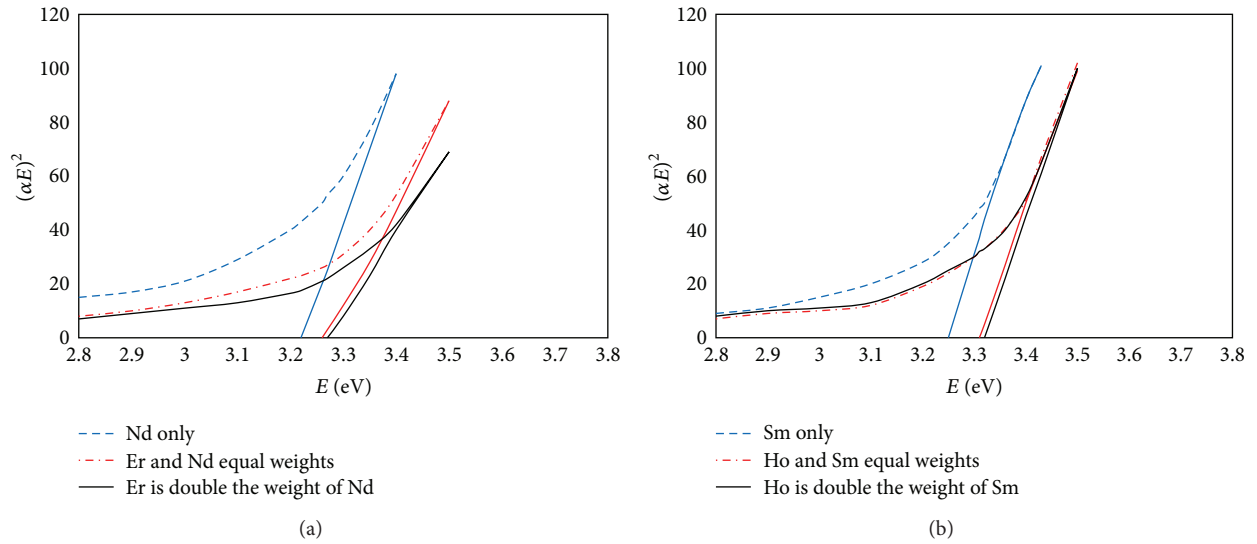 120
100
80
60
40
20
0
(αE)²
2.8 2.9 3 3.1 3.2 3.3 3.4 3.5 3.6 3.7 3.8
E (eV)
Nd only
Er and Nd equal weights
Er is double the weight of Nd
(a)
120
100
80
60
40
20
0
(αE)²
2.8 2.9 3 3.1 3.2 3.3 3.4 3.5 3.6 3.7 3.8
E (eV)
Sm only
Ho and Sm equal weights
Ho is double the weight of Sm
(b)